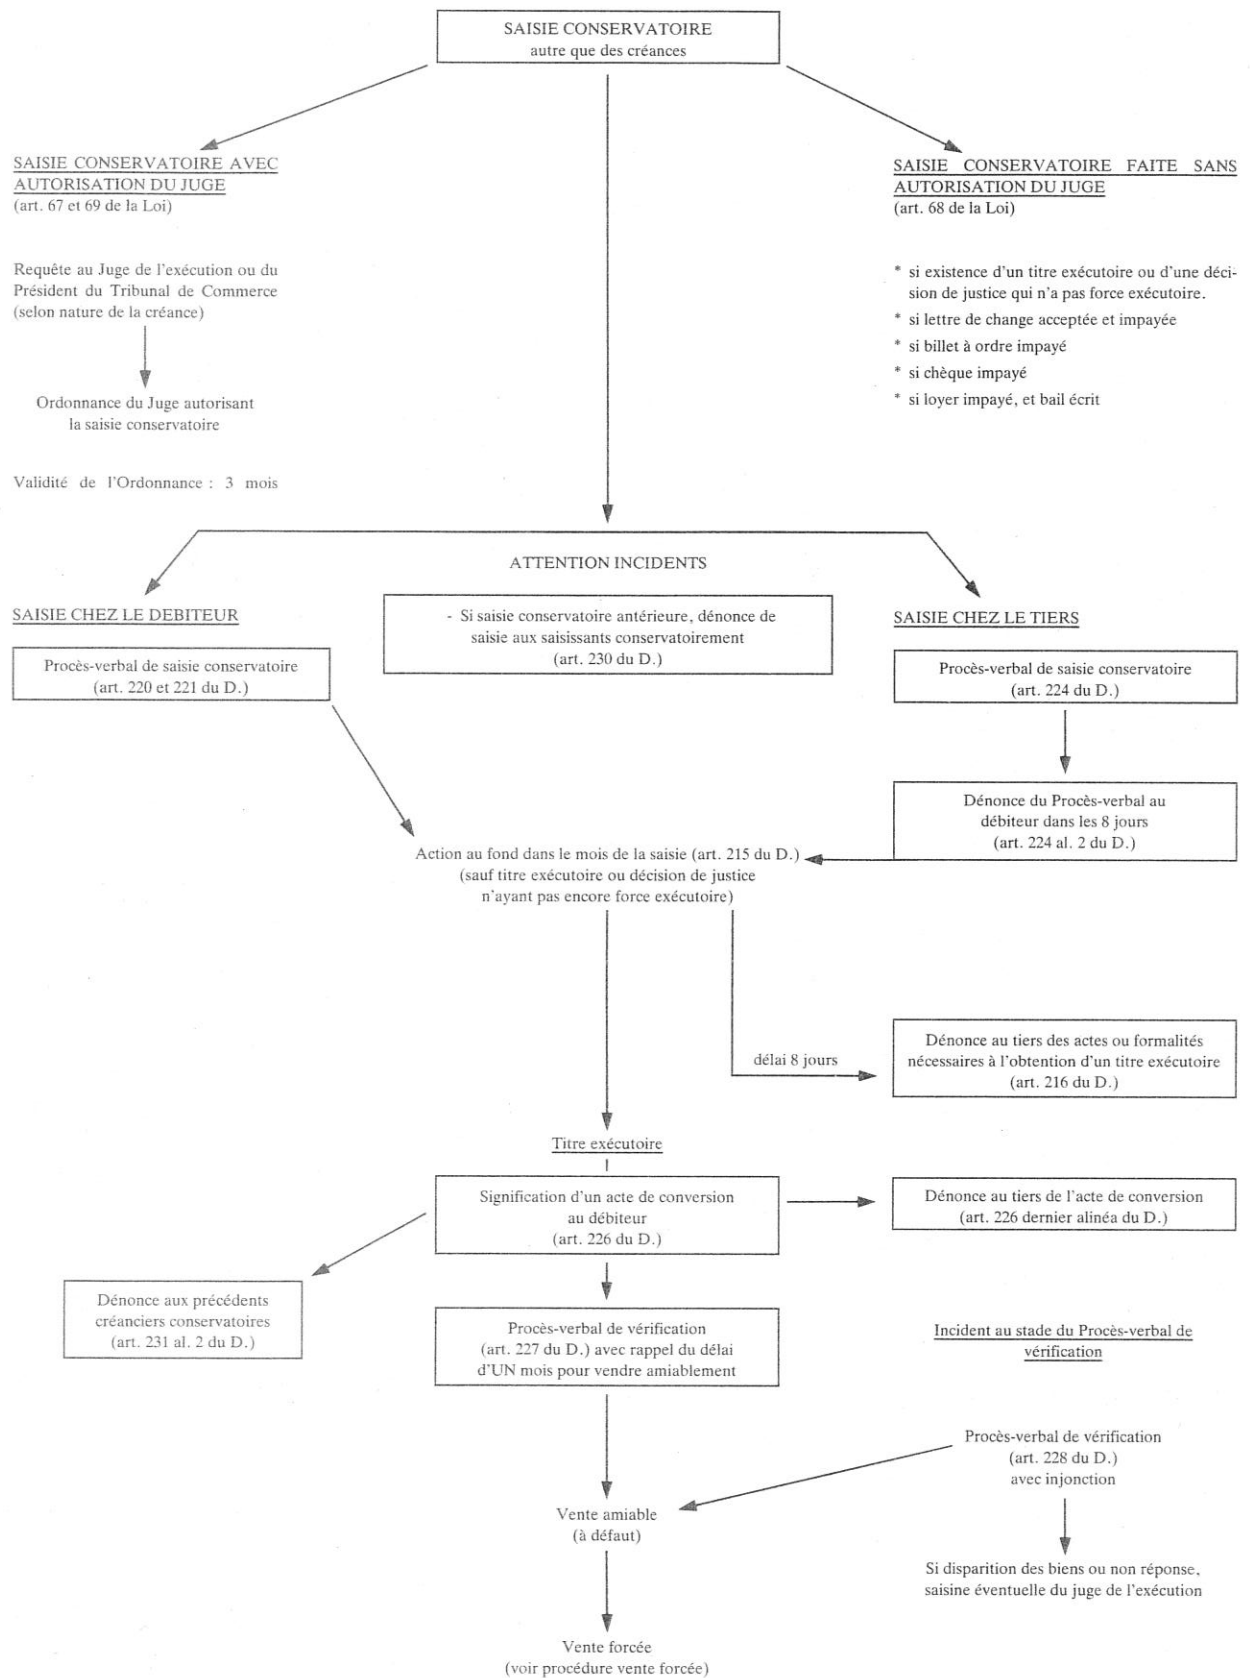 SAISIE CONSERVATOIRE
autre que des créances
SAISIE CONSERVATOIRE AVEC
AUTORISATION DU JUGE
(art. 67 et 69 de la Loi)
Requête au Juge de l'exécution ou du
Président du Tribunal de Commerce
(selon nature de la créance)
Ordonnance du Juge autorisant
la saisie conservatoire
Validité de l'Ordonnance : 3 mois
SAISIE CONSERVATOIRE FAITE SANS
AUTORISATION DU JUGE
(art. 68 de la Loi)
* si existence d'un titre exécutoire ou d'une déci-
sion de justice qui n'a pas force exécutoire.
* si lettre de change acceptée et impayée
* si billet à ordre impayé
* si chèque impayé
* si loyer impayé, et bail écrit
ATTENTION INCIDENTS
- Si saisie conservatoire antérieure, dénonce de
saisie aux saisissants conservatoirement
(art. 230 du D.)
SAISIE CHEZ LE DEBITEUR
Procès-verbal de saisie conservatoire
(art. 220 et 221 du D.)
SAISIE CHEZ LE TIERS
Procès-verbal de saisie conservatoire
(art. 224 du D.)
Dénonce du Procès-verbal au
débiteur dans les 8 jours
(art. 224 al. 2 du D.)
Action au fond dans le mois de la saisie (art. 215 du D.)
(sauf titre exécutoire ou décision de justice
n'ayant pas encore force exécutoire)
délai 8 jours
Dénonce au tiers des actes ou formalités
nécessaires à l'obtention d'un titre exécutoire
(art. 216 du D.)
Titre exécutoire
Signification d'un acte de conversion
au débiteur
(art. 226 du D.)
Dénonce au tiers de l'acte de conversion
(art. 226 dernier alinéa du D.)
Dénonce aux précédents
créanciers conservatoires
(art. 231 al. 2 du D.)
Procès-verbal de vérification
(art. 227 du D.) avec rappel du délai
d'UN mois pour vendre amiablement
Incident au stade du Procès-verbal de
vérification
Procès-verbal de vérification
(art. 228 du D.)
avec injonction
Vente amiable
(à défaut)
Si disparition des biens ou non réponse,
saisine éventuelle du juge de l'exécution
Vente forcée
(voir procédure vente forcée)